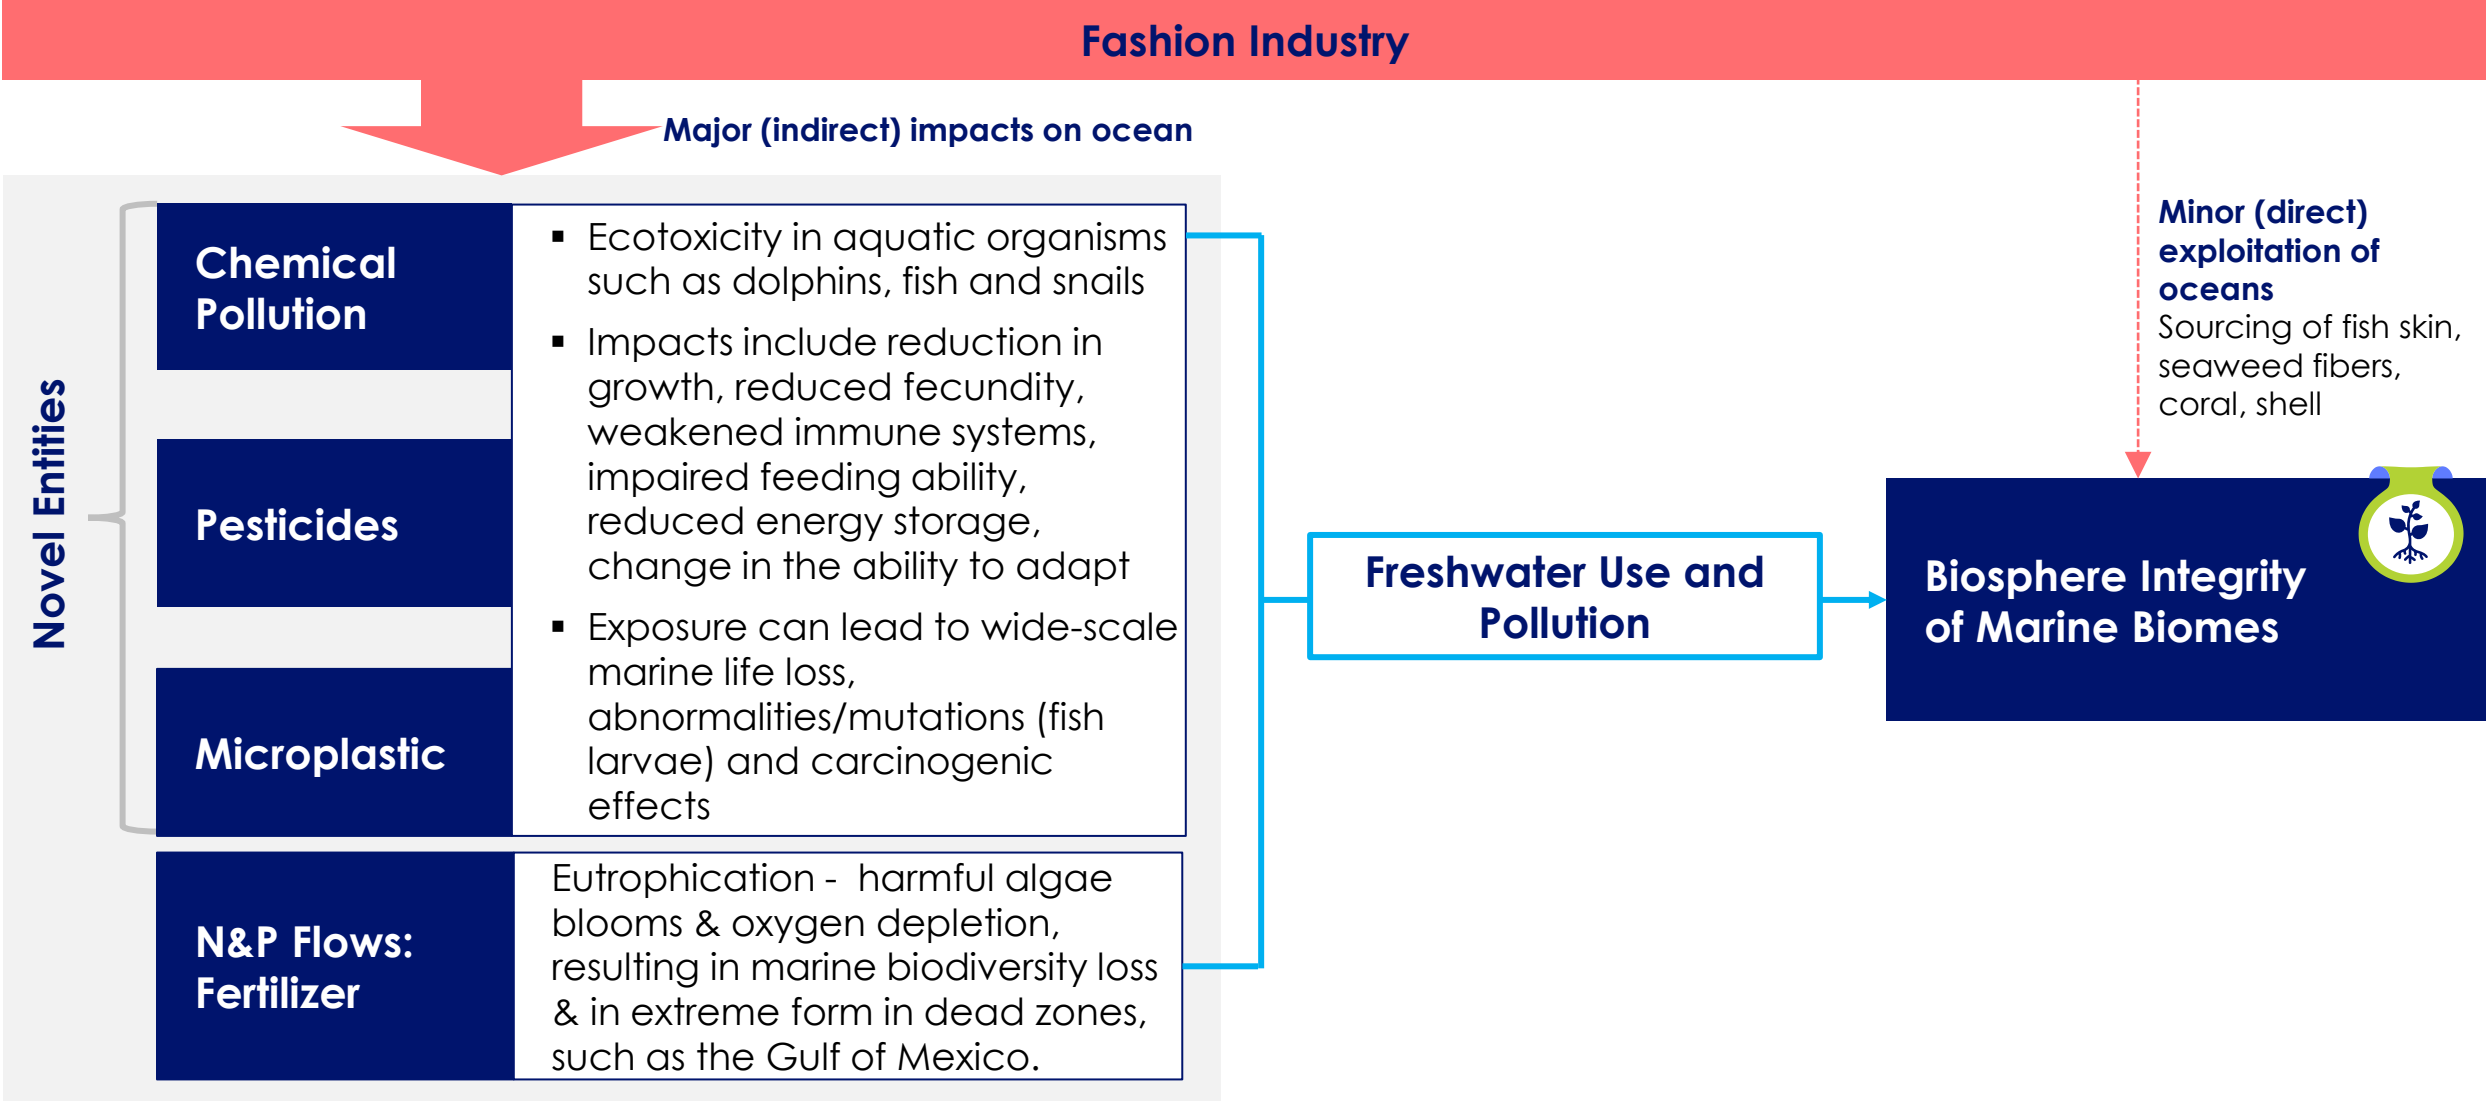 Fashion Industry
Major (indirect) impacts on ocean
Novel Entities
Chemical
Pollution
Pesticides
Microplastic
▪ Ecotoxicity in aquatic organisms
such as dolphins, fish and snails
▪ Impacts include reduction in
growth, reduced fecundity,
weakened immune systems,
impaired feeding ability,
reduced energy storage,
change in the ability to adapt
▪ Exposure can lead to wide-scale
marine life loss,
abnormalities/mutations (fish
larvae) and carcinogenic
effects
N&P Flows:
Fertilizer
Eutrophication - harmful algae
blooms & oxygen depletion,
resulting in marine biodiversity loss
& in extreme form in dead zones,
such as the Gulf of Mexico.
Freshwater Use and
Pollution
Minor (direct)
exploitation of
oceans
Sourcing of fish skin,
seaweed fibers,
coral, shell
Biosphere Integrity
of Marine Biomes